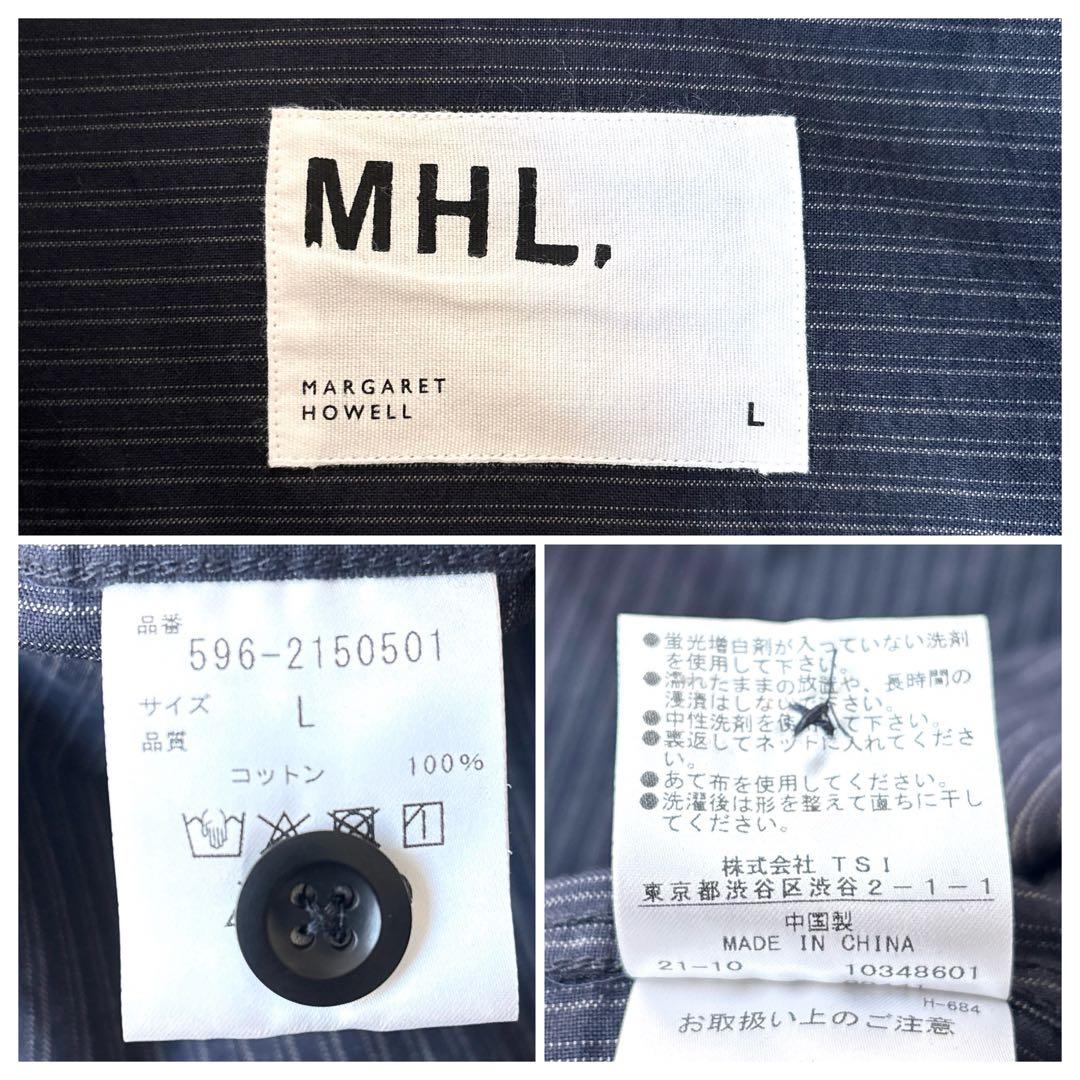 MHL.
MARGARET
HOWELL
L
品番
596-2150501
サイズ
L
品質
コットン 100%
●蛍光増白剤が入っていない洗剤
を使用して下さい。
●濡れたままの放置や、長時間の
浸漬はしないで下さい。
●中性洗剤を使用して下さい。
●裏返してネットに入れてくださ
い。
●あて布を使用してください。
●洗濯後は形を整えて直ちに干し
てください。
株式会社 TSI
東京都渋谷区渋谷2-1-1
中国製
MADE IN CHINA
21-10 10348601
H-684
お取扱い上のご注意